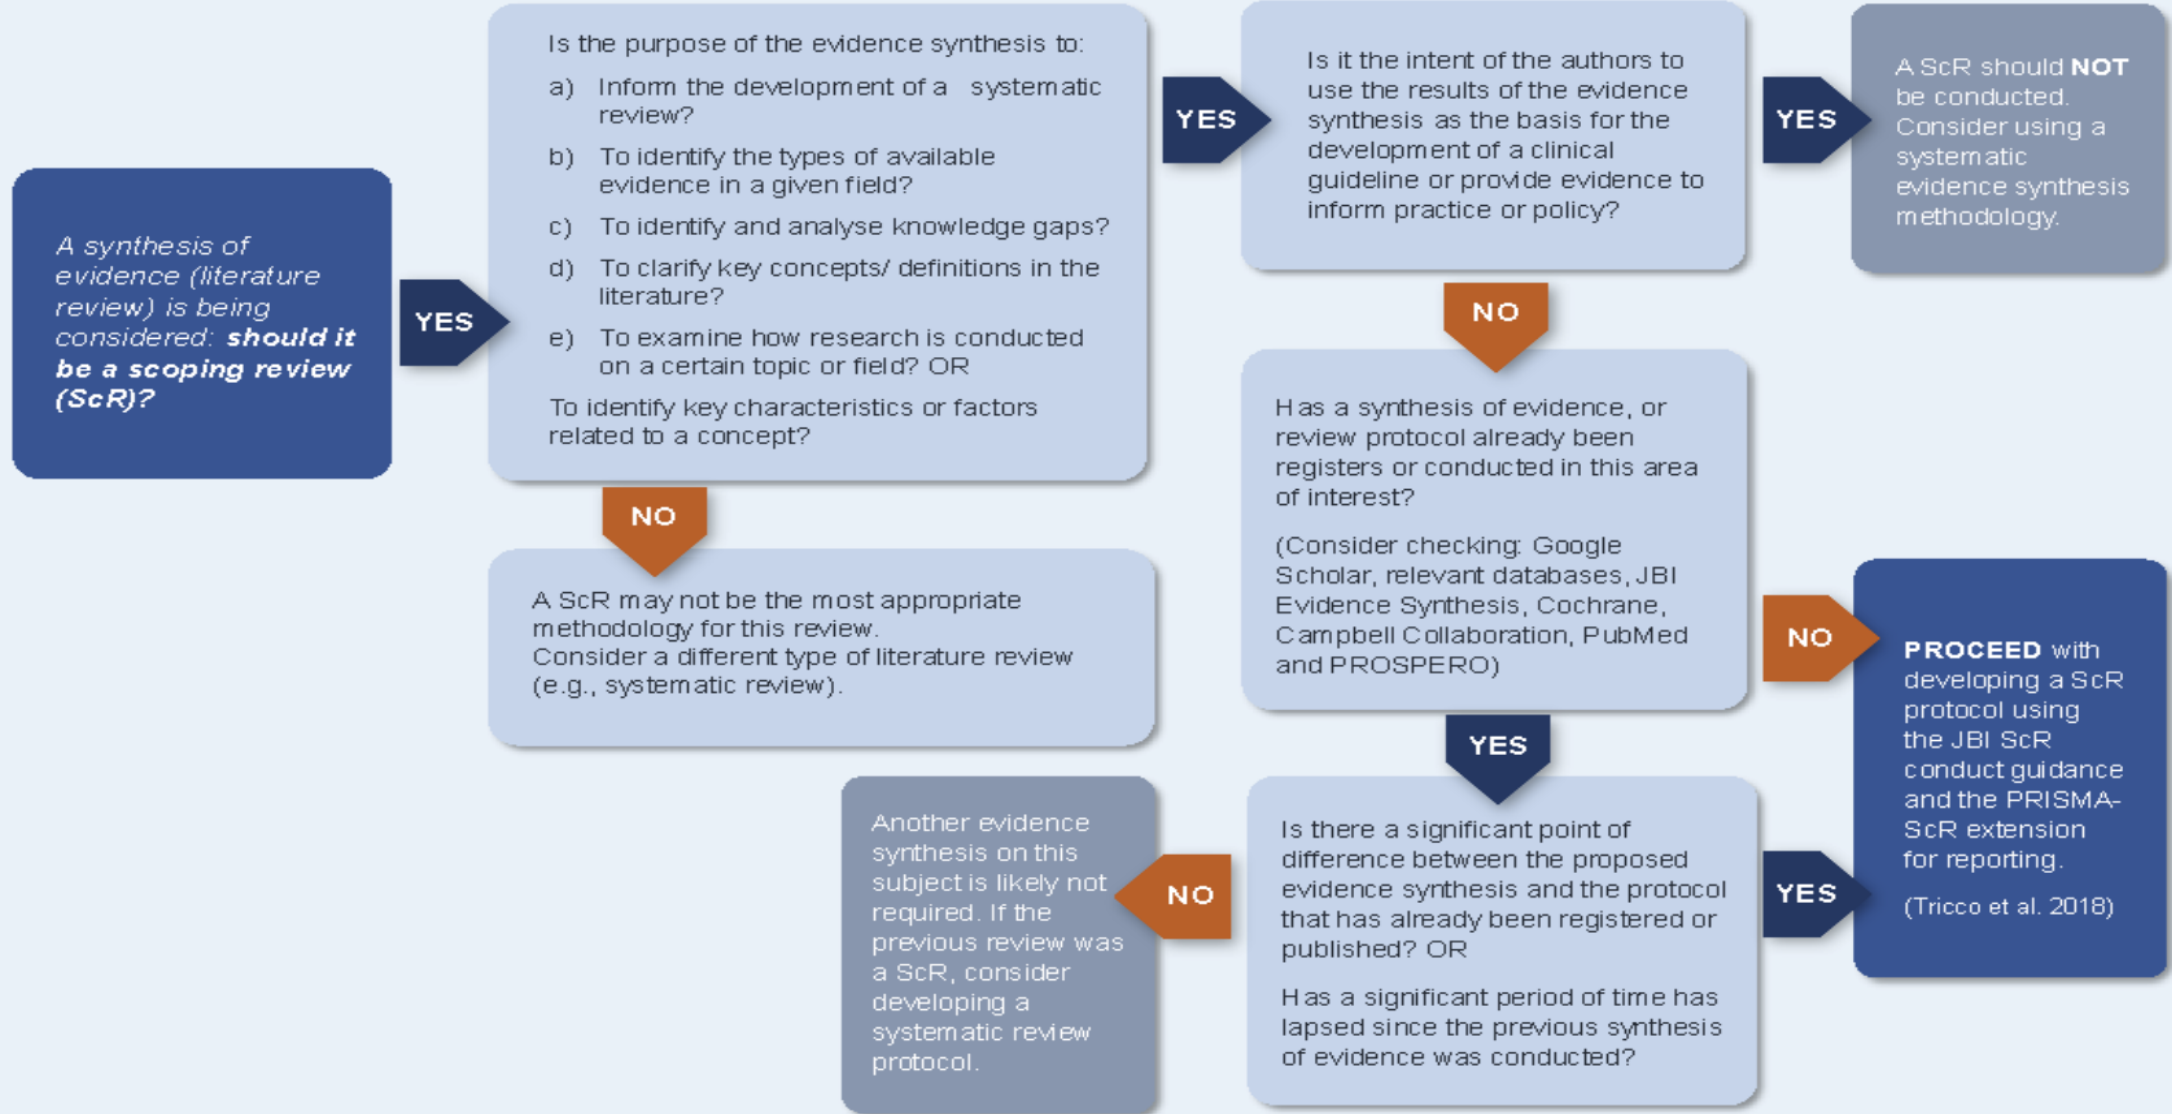 A synthesis of
evidence (literature
review) is being
considered: should it
be a scoping review
(ScR)?
YES
Is the purpose of the evidence synthesis to:
a) Inform the development of a systematic
review?
b) To identify the types of available
evidence in a given field?
c) To identify and analyse knowledge gaps?
d) To clarify key concepts/ definitions in the
literature?
e) To examine how research is conducted
on a certain topic or field? OR
To identify key characteristics or factors
related to a concept?
NO
A ScR may not be the most appropriate
methodology for this review.
Consider a different type of literature review
(e.g., systematic review).
YES
Is it the intent of the authors to
use the results of the evidence
synthesis as the basis for the
development of a clinical
guideline or provide evidence to
inform practice or policy?
YES
A ScR should NOT
be conducted.
Consider using a
systematic
evidence synthesis
methodology.
NO
Has a synthesis of evidence, or
review protocol already been
registers or conducted in this area
of interest?
(Consider checking: Google
Scholar, relevant databases, JBI
Evidence Synthesis, Cochrane,
Campbell Collaboration, PubMed
and PROSPERO)
NO
PROCEED with
developing a ScR
protocol using
the JBI ScR
conduct guidance
and the PRISMA-
ScR extension
for reporting.
(Tricco et al. 2018)
YES
Is there a significant point of
difference between the proposed
evidence synthesis and the protocol
that has already been registered or
published? OR
Has a significant period of time has
lapsed since the previous synthesis
of evidence was conducted?
YES
NO
Another evidence
synthesis on this
subject is likely not
required. If the
previous review was
a ScR, consider
developing a
systematic review
protocol.